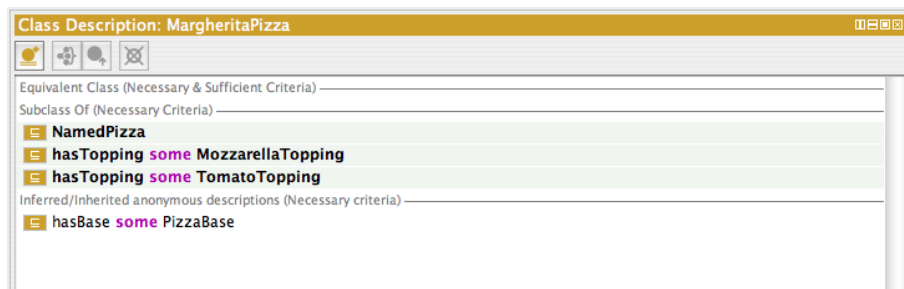 Class Description: MargheritaPizza
Equivalent Class (Necessary & Sufficient Criteria)
Subclass Of (Necessary Criteria)
NamedPizza
hasTopping some MozzarellaTopping
hasTopping some TomatoTopping
Inferred/Inherited anonymous descriptions (Necessary criteria)
hasBase some PizzaBase